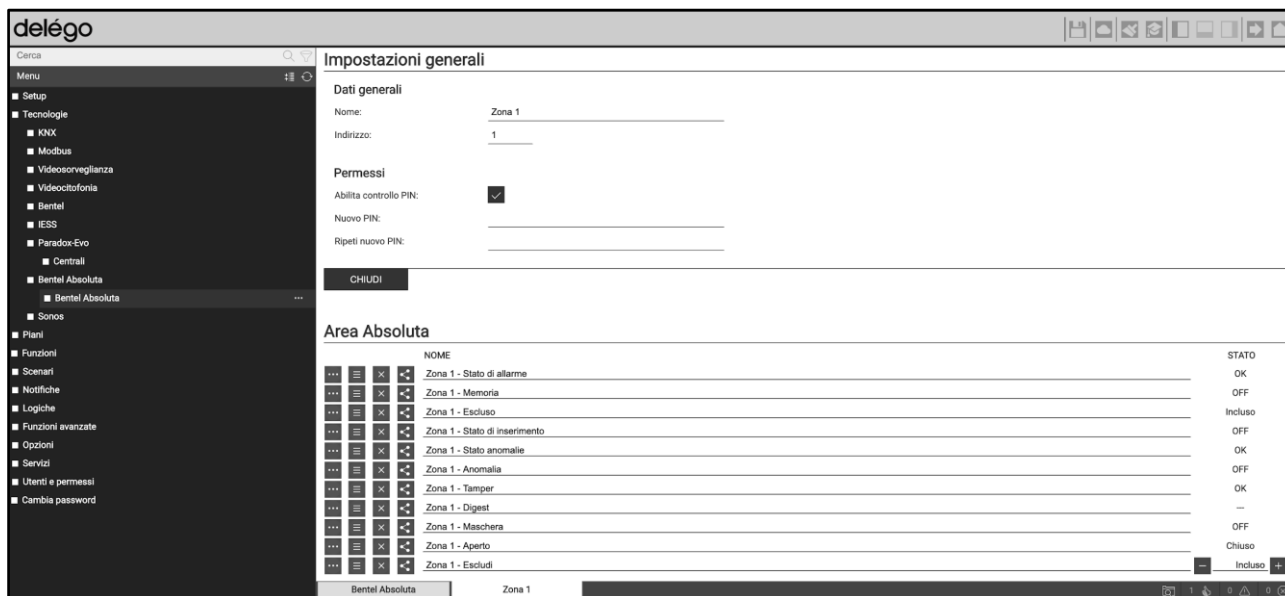 delégo
Cerca
Menu
Setup
Tecnologie
KNX
Modbus
Videosorveglianza
Videocitofonia
Bentel
IESS
Paradox-Evo
Centrali
Bentel Absoluta
Bentel Absoluta
Sonos
Piani
Funzioni
Scenari
Notifiche
Logiche
Funzioni avanzate
Opzioni
Servizi
Utenti e permessi
Cambia password
Impostazioni generali
Dati generali
Nome: Zona 1
Indirizzo: 1
Permessi
Abilita controllo PIN:
Nuovo PIN:
Ripeti nuovo PIN:
CHIUDI
Area Absoluta
NOME STATO
Zona 1 - Stato di allarme OK
Zona 1 - Memoria OFF
Zona 1 - Escluso Incluso
Zona 1 - Stato di inserimento OFF
Zona 1 - Stato anomalie OK
Zona 1 - Anomalia OFF
Zona 1 - Tamper OK
Zona 1 - Digest ---
Zona 1 - Maschera OFF
Zona 1 - Aperto Chiuso
Zona 1 - Escludi Incluso
Bentel Absoluta Zona 1 1 0 0